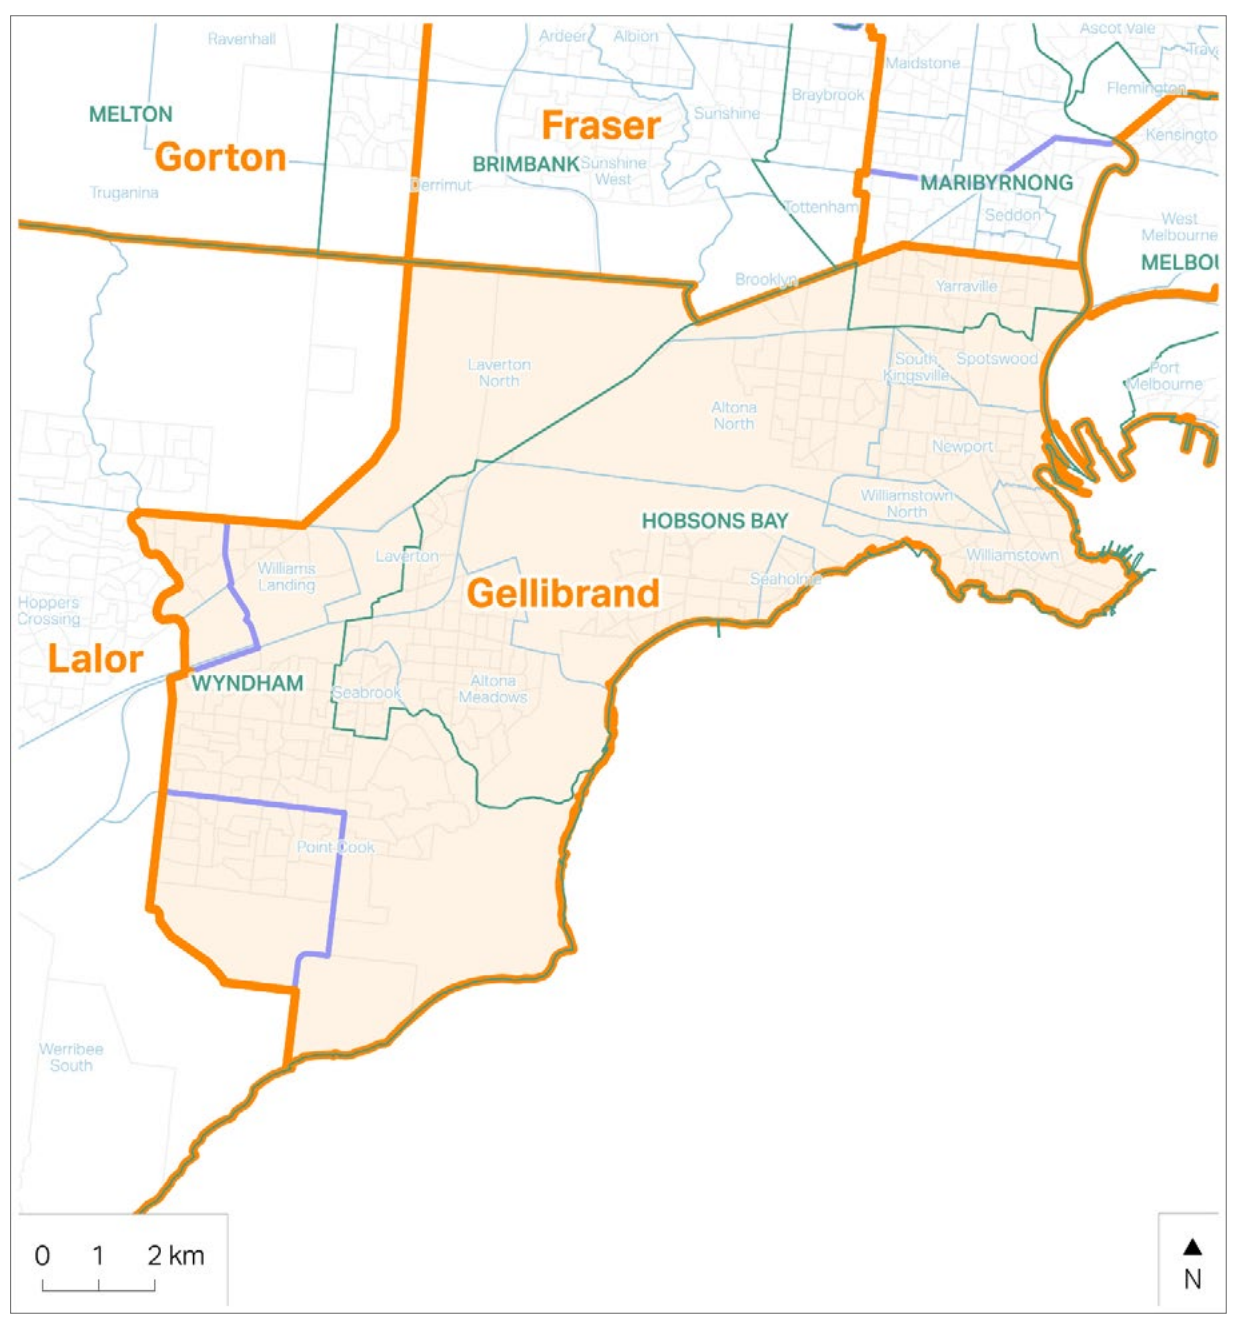 Ravenhall
Ardeer
Albion
Ascot Vale
Maidstone
Flemington
MELTON
Braybrook
Sunshine
Fraser
Kensingto
Gorton
BRIMBANK
Sunshine
West
MARIBYRNONG
Truganina
Derrimut
Tottenham
Seddon
West
Melbourne
MELBOU
Brooklyn
Yarraville
Laverton
North
South
Kingsville
Spotswood
Port
Melbourne
Altona
North
Newport
Williamstown
North
HOBSONS BAY
Laverton
Williams
Landing
Williamstown
Seaholme
Gellibrand
Hoppers
Crossing
Lalor
WYNDHAM
Seabrook
Altona
Meadows
Point Cook
Werribee
South
0 1 2 km
N